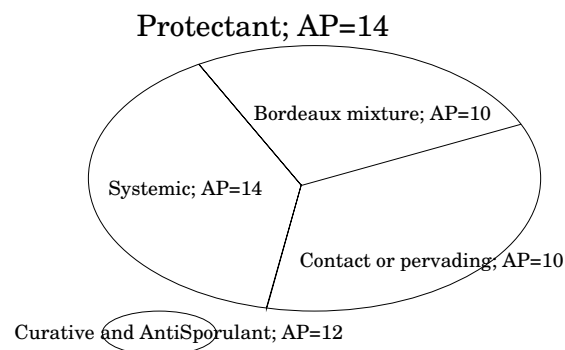 Protectant; AP=14
Bordeaux mixture; AP=10
Systemic; AP=14
Contact or pervading; AP=10
Curative and AntiSporulant; AP=12